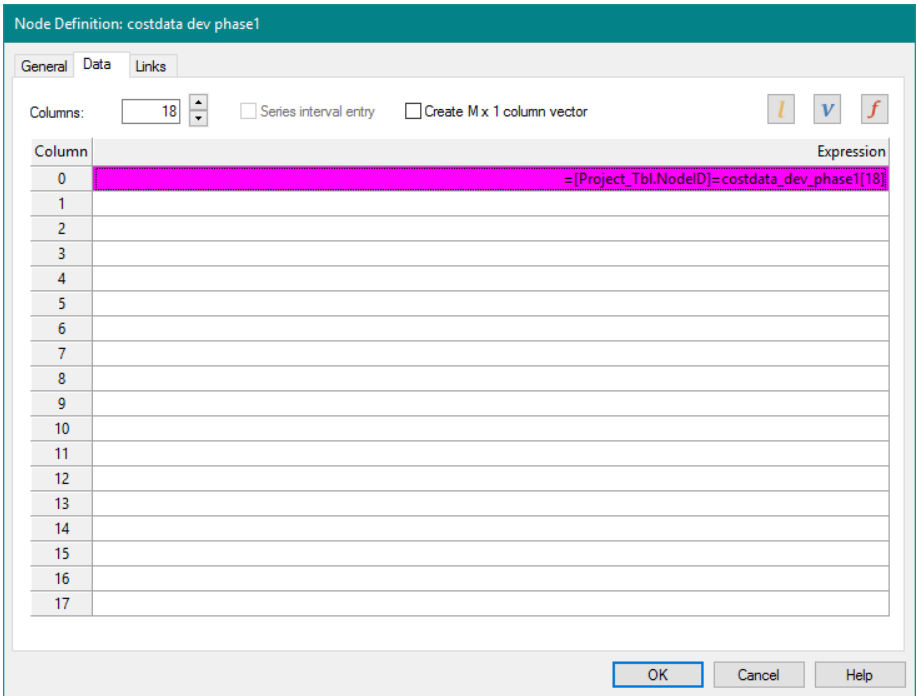 Node Definition: costdata dev phase1
General Data Links
Columns: 18 Series interval entry Create M x 1 column vector l v f
Column Expression
0 =[Project_Tbl.NodeID]=costdata_dev_phase1[18]
1
2
3
4
5
6
7
8
9
10
11
12
13
14
15
16
17
OK Cancel Help